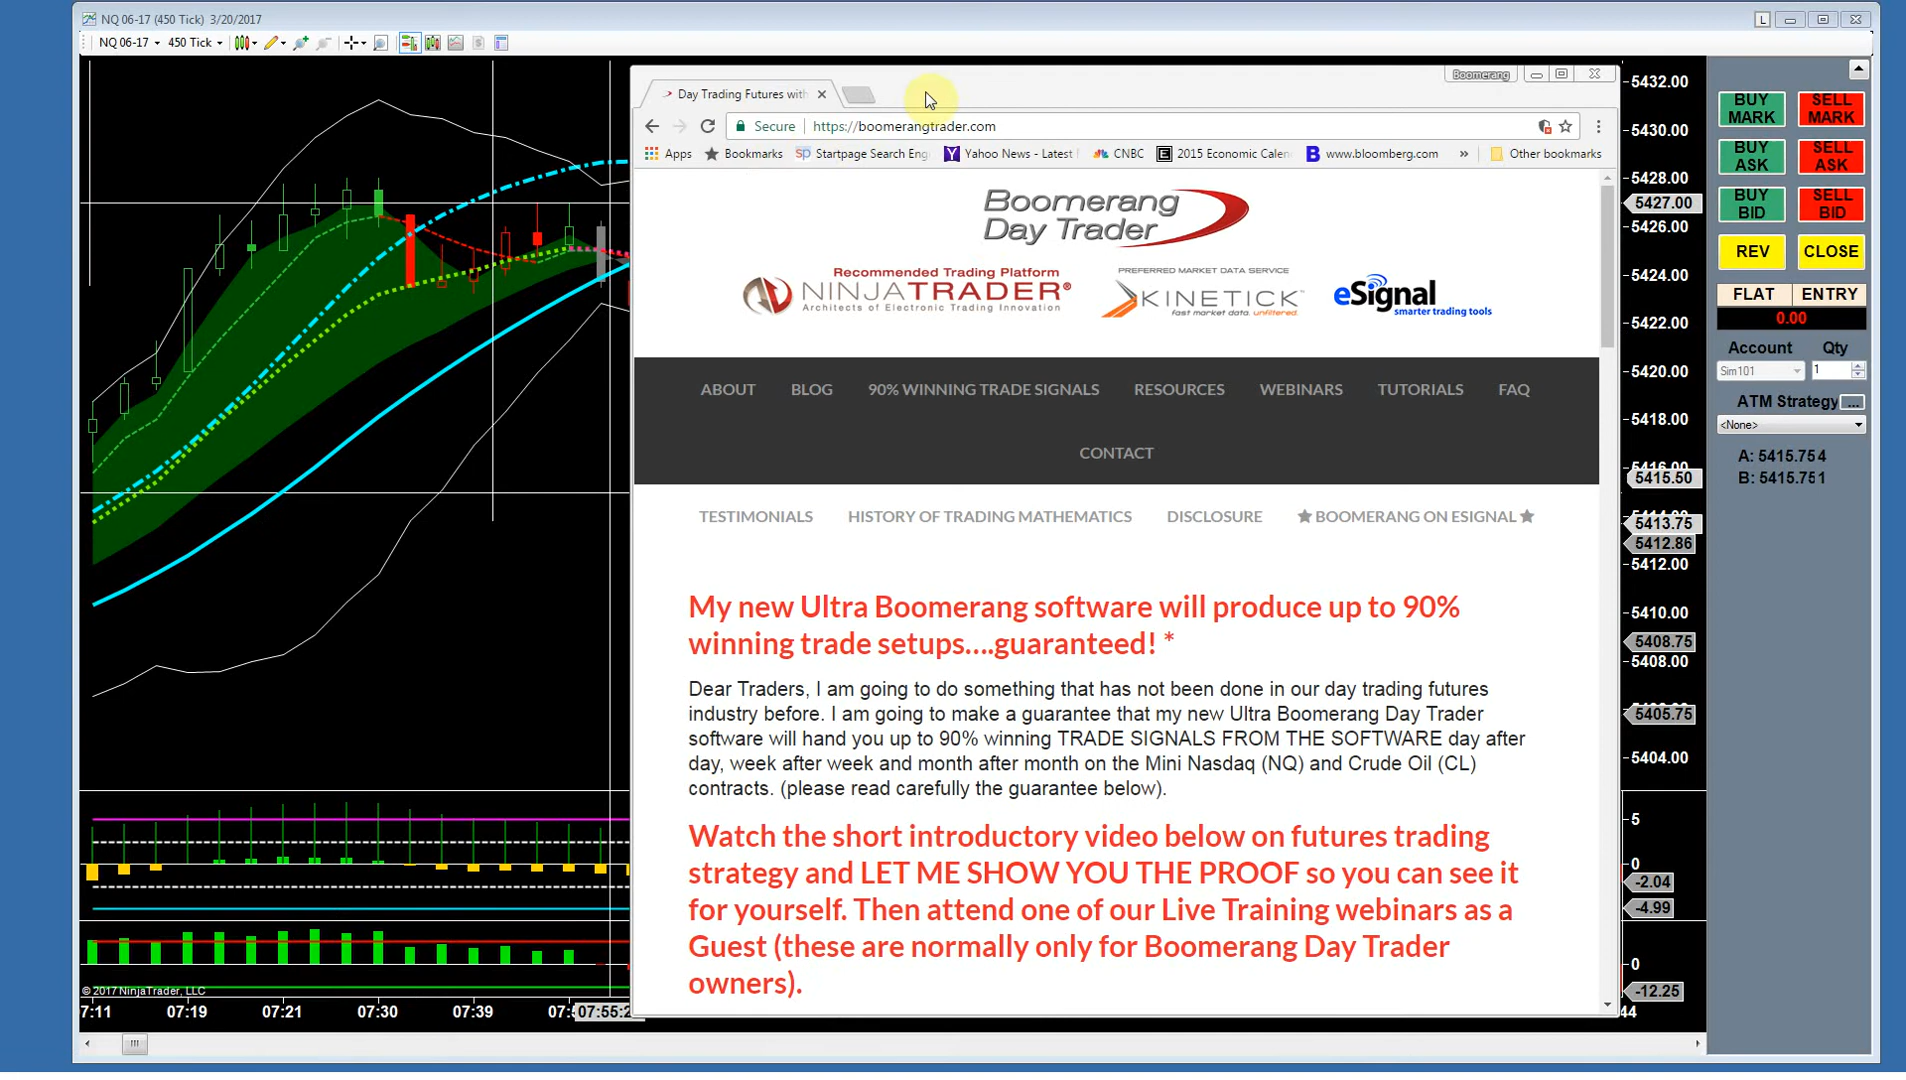 NQ 06-17 (450 Tick) 3/20/2017
L
NQ 06-17 450 Tick
Boomerang
Day Trading Futures with
Secure https://boomerangtrader.com
Apps Bookmarks Startpage Search Eng Yahoo News - Latest CNBC 2015 Economic Calen www.bloomberg.com » Other bookmarks
Boomerang
Day Trader
Recommended Trading Platform
NINJATRADER®
Architects of Electronic Trading Innovation
PREFERRED MARKET DATA SERVICE
KINETICK™
fast market data. unfiltered.
eSignal
smarter trading tools
ABOUT BLOG 90% WINNING TRADE SIGNALS RESOURCES WEBINARS TUTORIALS FAQ
CONTACT
TESTIMONIALS HISTORY OF TRADING MATHEMATICS DISCLOSURE ★ BOOMERANG ON ESIGNAL ★
My new Ultra Boomerang software will produce up to 90%
winning trade setups....guaranteed! *
Dear Traders, I am going to do something that has not been done in our day trading futures
industry before. I am going to make a guarantee that my new Ultra Boomerang Day Trader
software will hand you up to 90% winning TRADE SIGNALS FROM THE SOFTWARE day after
day, week after week and month after month on the Mini Nasdaq (NQ) and Crude Oil (CL)
contracts. (please read carefully the guarantee below).
Watch the short introductory video below on futures trading
strategy and LET ME SHOW YOU THE PROOF so you can see it
for yourself. Then attend one of our Live Training webinars as a
Guest (these are normally only for Boomerang Day Trader
owners).
5432.00
5430.00
5428.00
5427.00
5426.00
5424.00
5422.00
5420.00
5418.00
5415.50
5413.75
5412.86
5412.00
5410.00
5408.75
5408.00
5405.75
5404.00
5
0
-2.04
-4.99
0
-12.25
BUY MARK SELL MARK
BUY ASK SELL ASK
BUY BID SELL BID
REV CLOSE
FLAT ENTRY
0.00
Account Qty
Sim101 1
ATM Strategy ...
<None>
A: 5415.754
B: 5415.751
© 2017 NinjaTrader, LLC
7:11 07:19 07:21 07:30 07:39 07:55:2 44